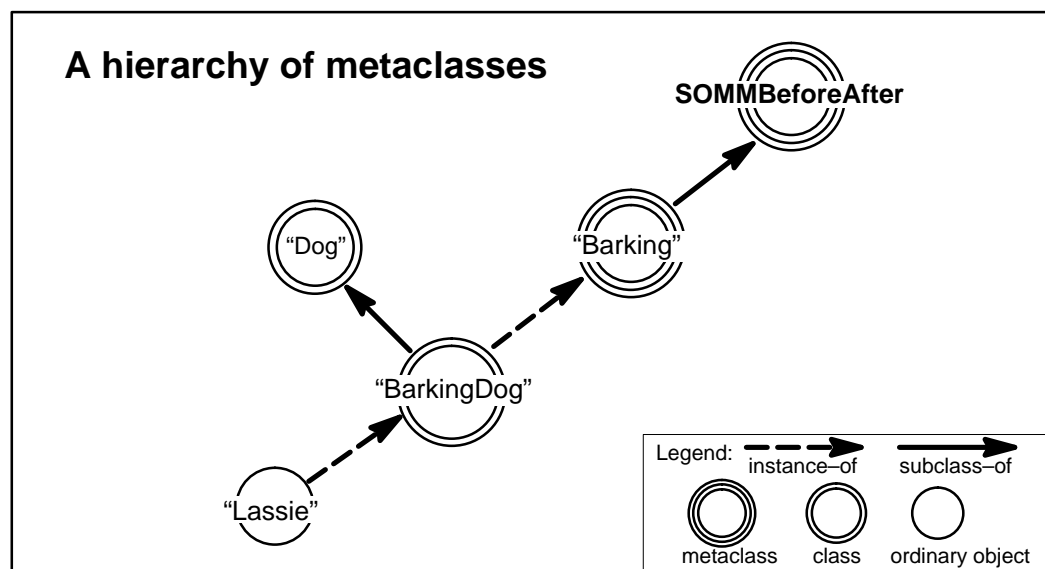 A hierarchy of metaclasses
SOMMBeforeAfter
“Dog”
“Barking”
“BarkingDog”
“Lassie”
Legend:
instance–of
subclass–of
metaclass
class
ordinary object